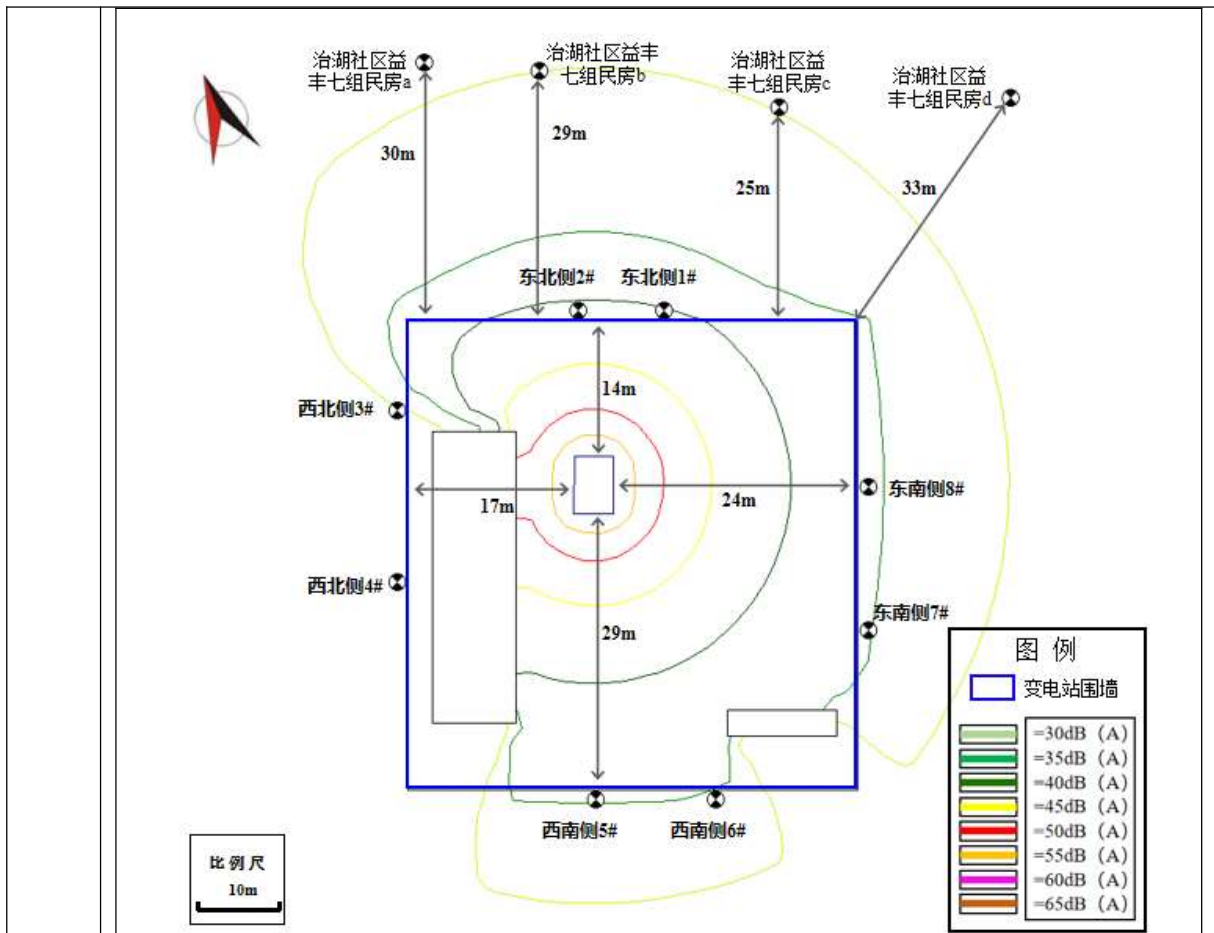 治湖社区益
丰七组民房a
治湖社区益丰
七组民房b
治湖社区益
丰七组民房c
治湖社区益
丰七组民房d
30m
29m
25m
33m
东北侧2#
东北侧1#
14m
西北侧3#
17m
24m
东南侧8#
西北侧4#
29m
东南侧7#
西南侧5#
西南侧6#
比例尺
10m
图 例
变电站围墙
=30dB（A）
=35dB（A）
=40dB（A）
=45dB（A）
=50dB（A）
=55dB（A）
=60dB（A）
=65dB（A）